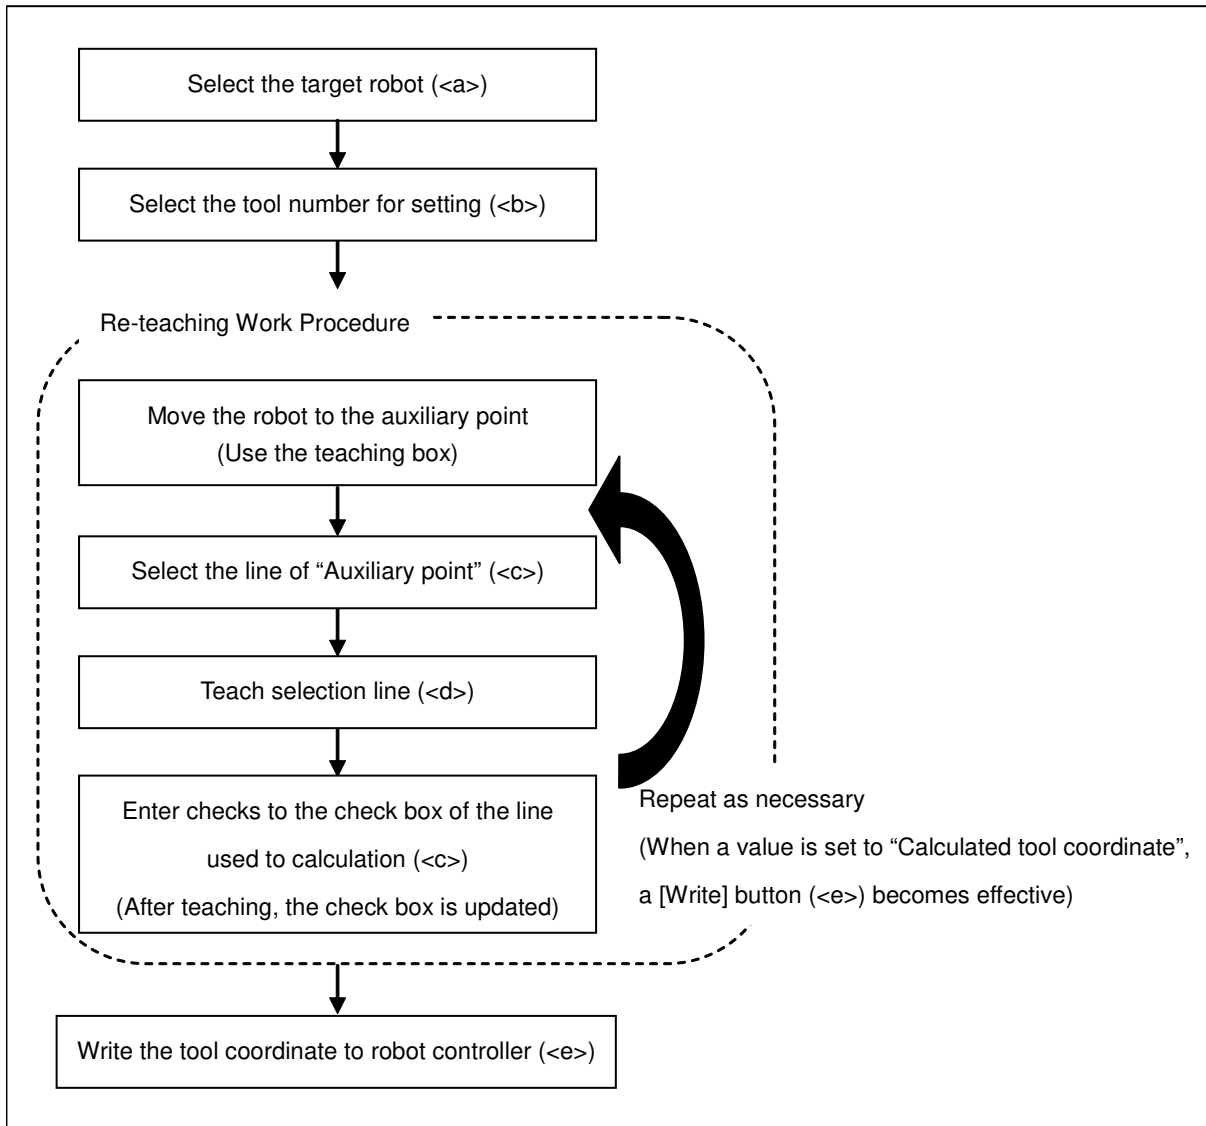 Select the target robot (<a>)
Select the tool number for setting (<b>)
Re-teaching Work Procedure
Move the robot to the auxiliary point
(Use the teaching box)
Select the line of “Auxiliary point” (<c>)
Teach selection line (<d>)
Enter checks to the check box of the line
used to calculation (<c>)
(After teaching, the check box is updated)
Repeat as necessary
(When a value is set to “Calculated tool coordinate”,
a [Write] button (<e>) becomes effective)
Write the tool coordinate to robot controller (<e>)